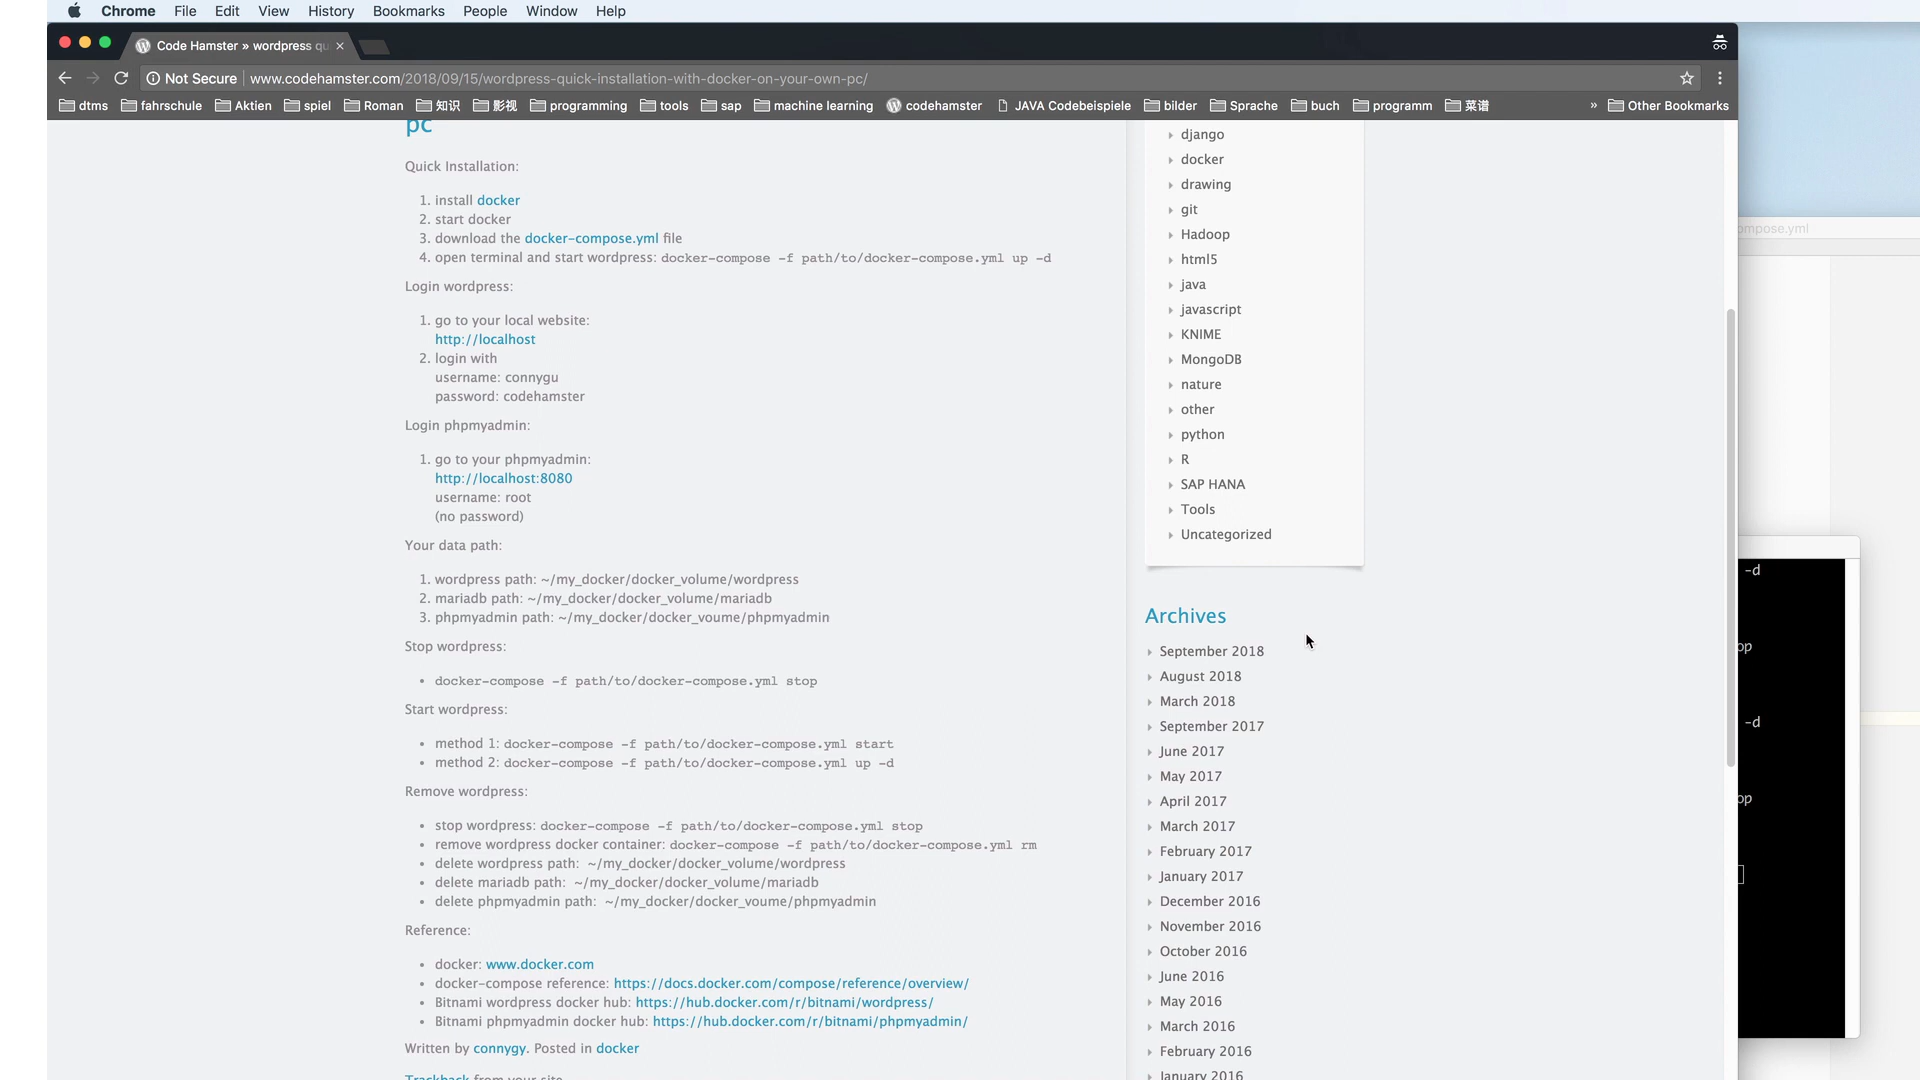 Chrome File Edit View History Bookmarks People Window Help
Code Hamster » wordpress qu
Not Secure www.codehamster.com/2018/09/15/wordpress-quick-installation-with-docker-on-your-own-pc/
dtms fahrschule Aktien spiel Roman 知识 影视 programming tools sap machine learning codehamster JAVA Codebeispiele bilder Sprache buch programm 菜谱 » Other Bookmarks
pc
Quick Installation:
1. install docker
2. start docker
3. download the docker-compose.yml file
4. open terminal and start wordpress: docker-compose -f path/to/docker-compose.yml up -d
Login wordpress:
1. go to your local website:
http://localhost
2. login with
username: connygu
password: codehamster
Login phpmyadmin:
1. go to your phpmyadmin:
http://localhost:8080
username: root
(no password)
Your data path:
1. wordpress path: ~/my_docker/docker_volume/wordpress
2. mariadb path: ~/my_docker/docker_volume/mariadb
3. phpmyadmin path: ~/my_docker/docker_voume/phpmyadmin
Stop wordpress:
• docker-compose -f path/to/docker-compose.yml stop
Start wordpress:
• method 1: docker-compose -f path/to/docker-compose.yml start
• method 2: docker-compose -f path/to/docker-compose.yml up -d
Remove wordpress:
• stop wordpress: docker-compose -f path/to/docker-compose.yml stop
• remove wordpress docker container: docker-compose -f path/to/docker-compose.yml rm
• delete wordpress path: ~/my_docker/docker_volume/wordpress
• delete mariadb path: ~/my_docker/docker_volume/mariadb
• delete phpmyadmin path: ~/my_docker/docker_voume/phpmyadmin
Reference:
• docker: www.docker.com
• docker-compose reference: https://docs.docker.com/compose/reference/overview/
• Bitnami wordpress docker hub: https://hub.docker.com/r/bitnami/wordpress/
• Bitnami phpmyadmin docker hub: https://hub.docker.com/r/bitnami/phpmyadmin/
Written by connygy. Posted in docker
Trackback from your site.
django
docker
drawing
git
Hadoop
html5
java
javascript
KNIME
MongoDB
nature
other
python
R
SAP HANA
Tools
Uncategorized
Archives
September 2018
August 2018
March 2018
September 2017
June 2017
May 2017
April 2017
March 2017
February 2017
January 2017
December 2016
November 2016
October 2016
June 2016
May 2016
March 2016
February 2016
January 2016
ompose.yml
-d
op
-d
op